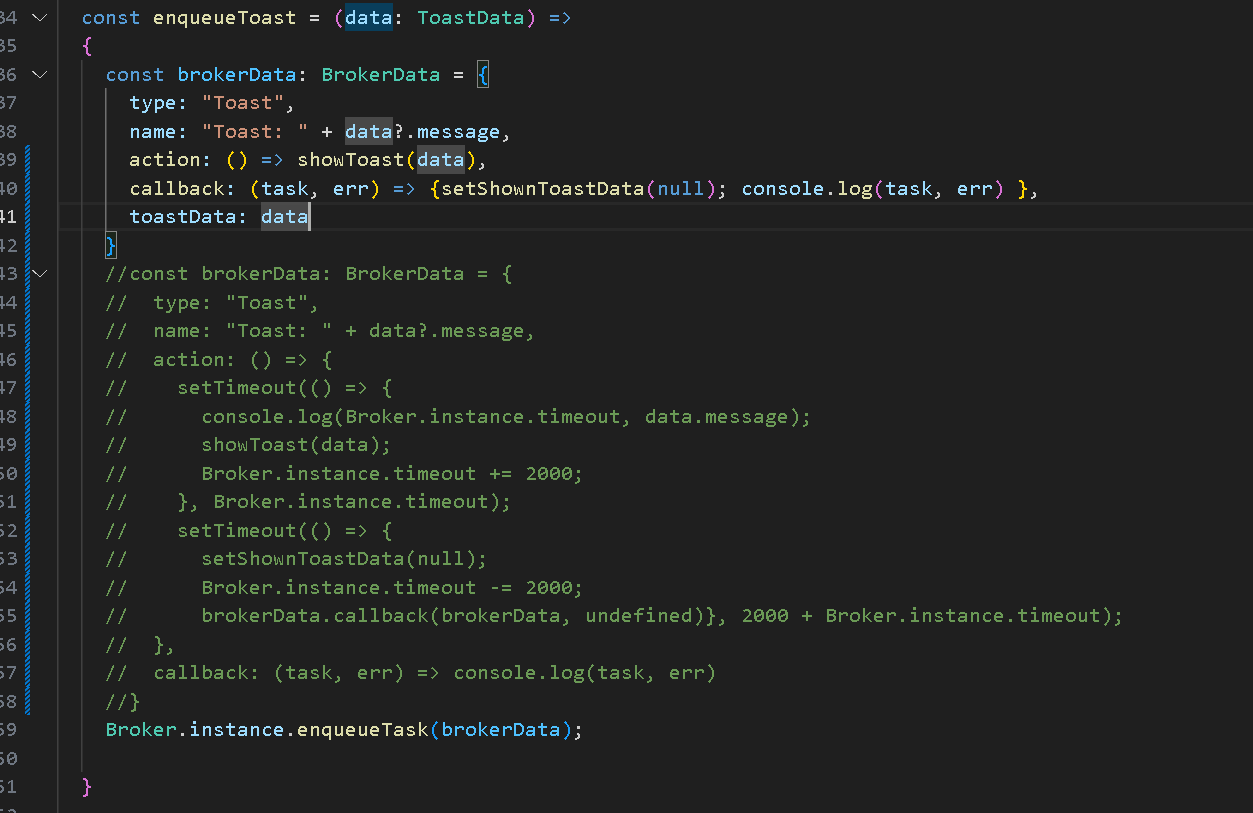 34 const enqueueToast = (data: ToastData) =>
35 {
36   const brokerData: BrokerData = {
37     type: "Toast",
38     name: "Toast: " + data?.message,
39     action: () => showToast(data),
40     callback: (task, err) => {setShownToastData(null); console.log(task, err) },
41     toastData: data
42   }
43   //const brokerData: BrokerData = {
44   //  type: "Toast",
45   //  name: "Toast: " + data?.message,
46   //  action: () => {
47   //    setTimeout(() => {
48   //      console.log(Broker.instance.timeout, data.message);
49   //      showToast(data);
50   //      Broker.instance.timeout += 2000;
51   //    }, Broker.instance.timeout);
52   //    setTimeout(() => {
53   //      setShownToastData(null);
54   //      Broker.instance.timeout -= 2000;
55   //      brokerData.callback(brokerData, undefined)}, 2000 + Broker.instance.timeout);
56   //  },
57   //  callback: (task, err) => console.log(task, err)
58   //}
59   Broker.instance.enqueueTask(brokerData);
60
61 }